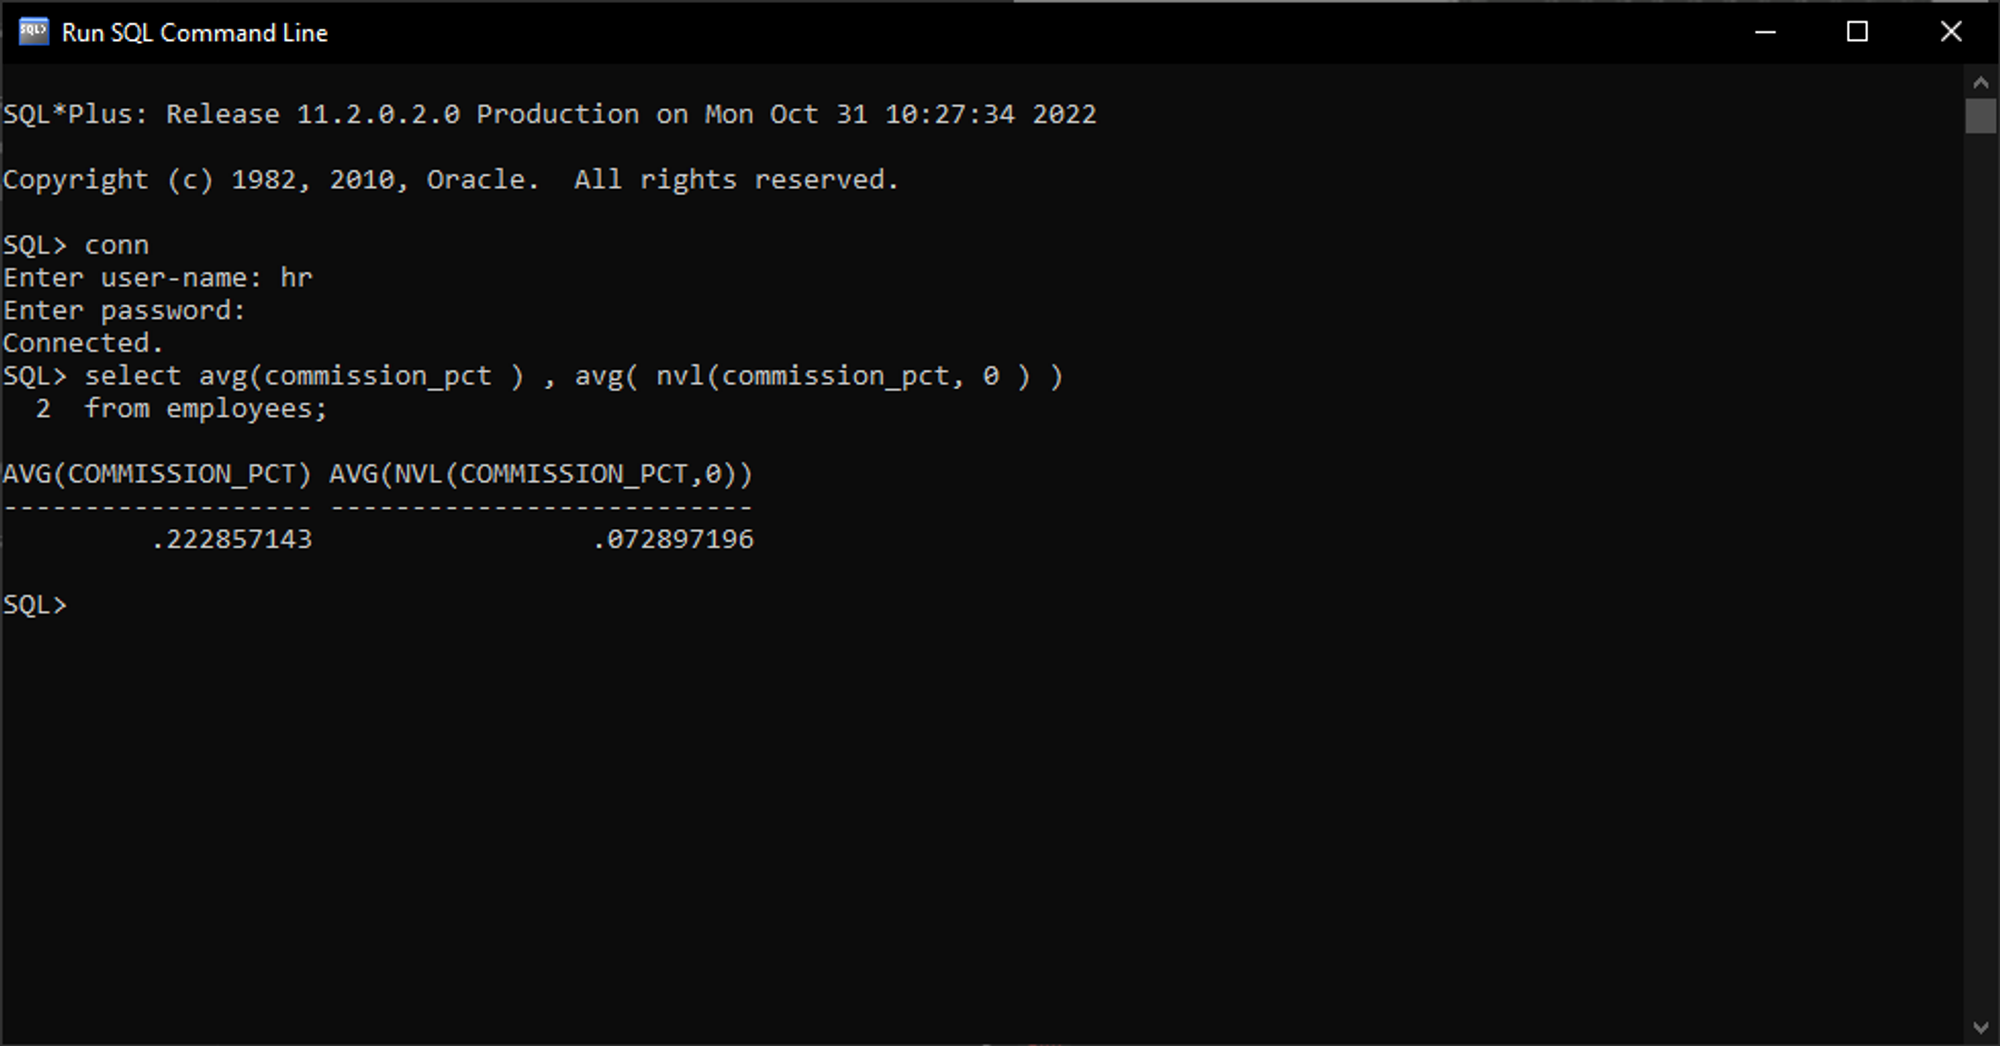 SQL> Run SQL Command Line
SQL*Plus: Release 11.2.0.2.0 Production on Mon Oct 31 10:27:34 2022
Copyright (c) 1982, 2010, Oracle.  All rights reserved.
SQL> conn
Enter user-name: hr
Enter password:
Connected.
SQL> select avg(commission_pct ) , avg( nvl(commission_pct, 0 ) )
  2  from employees;
AVG(COMMISSION_PCT) AVG(NVL(COMMISSION_PCT,0))
------------------- --------------------------
         .222857143                 .072897196
SQL>